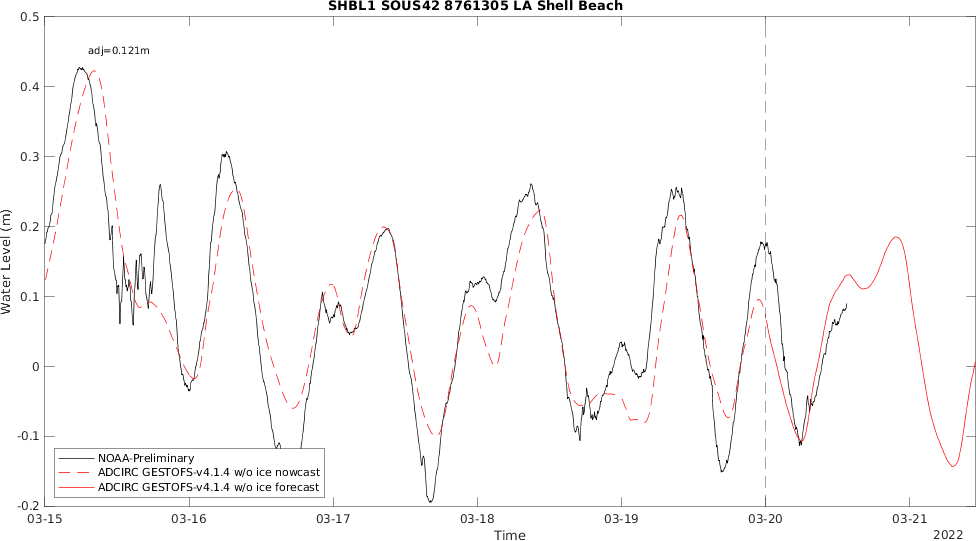 SHBL1 SOUS42 8761305 LA Shell Beach
adj=0.121m
0.5
0.4
0.3
0.2
0.1
0
-0.1
-0.2
Water Level (m)
NOAA-Preliminary
ADCIRC GESTOFS-v4.1.4 w/o ice nowcast
ADCIRC GESTOFS-v4.1.4 w/o ice forecast
03-15 03-16 03-17 03-18 03-19 03-20 03-21
Time
2022